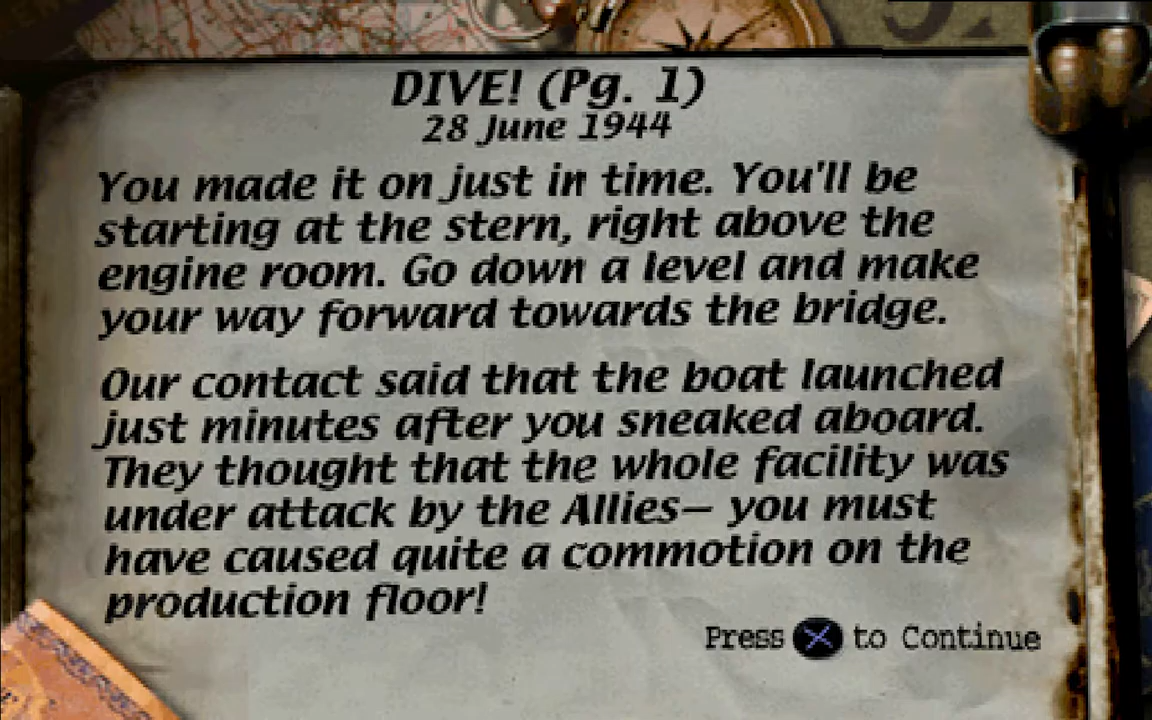 DIVE! (Pg. 1)
28 June 1944
You made it on just in time. You'll be
starting at the stern, right above the
engine room. Go down a level and make
your way forward towards the bridge.
Our contact said that the boat launched
just minutes after you sneaked aboard.
They thought that the whole facility was
under attack by the Allies— you must
have caused quite a commotion on the
production floor!
Press X to Continue